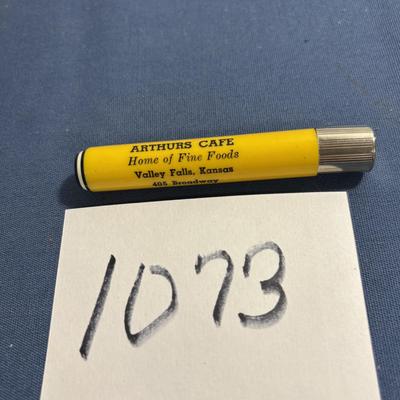 ARTHURS CAFE
Home of Fine Foods
Valley Falls, Kansas
405 Broadway
1073